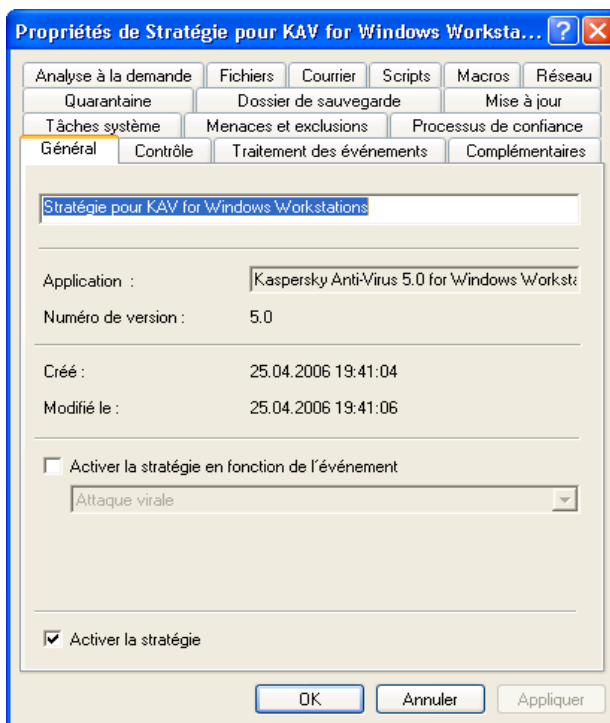 Propriétés de Stratégie pour KAV for Windows Worksta...
Analyse à la demande Fichiers Courrier Scripts Macros Réseau
Quarantaine Dossier de sauvegarde Mise à jour
Tâches système Menaces et exclusions Processus de confiance
Général Contrôle Traitement des événements Complémentaires
Stratégie pour KAV for Windows Workstations
Application : Kaspersky Anti-Virus 5.0 for Windows Worksta
Numéro de version : 5.0
Créé : 25.04.2006 19:41:04
Modifié le : 25.04.2006 19:41:06
Activer la stratégie en fonction de l'événement
Attaque virale
Activer la stratégie
OK Annuler Appliquer